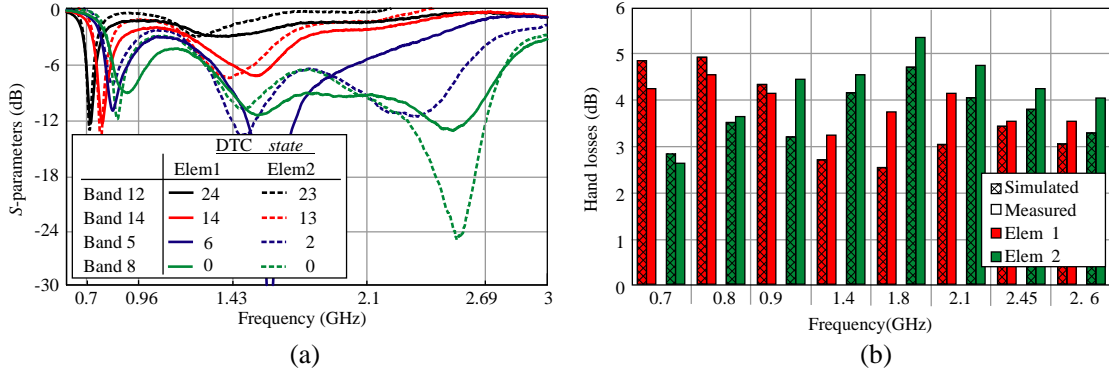 S-parameters (dB)
0
-6
-12
-18
-24
-30
DTC state
Elem1 Elem2
Band 12 24 23
Band 14 14 13
Band 5 6 2
Band 8 0 0
0.7 0.96 1.43 2.1 2.69 3
Frequency (GHz)
(a)
Hand losses (dB)
6
5
4
3
2
1
0
Simulated
Measured
Elem 1
Elem 2
0.7 0.8 0.9 1.4 1.8 2.1 2.45 2. 6
Frequency(GHz)
(b)